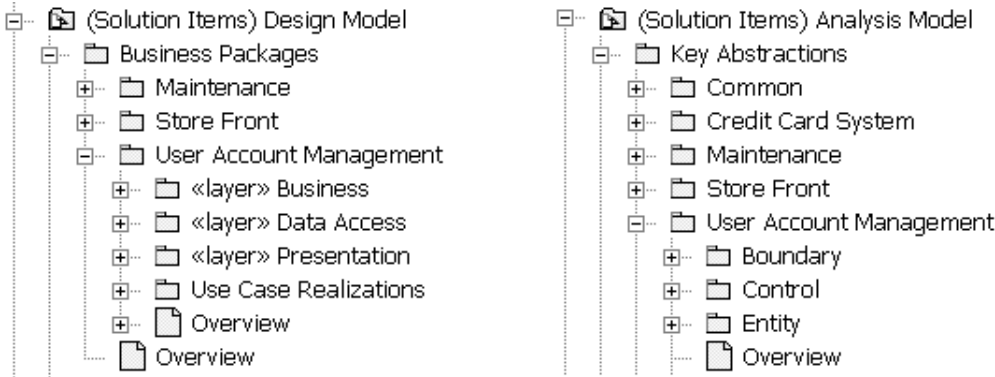 (Solution Items) Design Model
Business Packages
Maintenance
Store Front
User Account Management
«layer» Business
«layer» Data Access
«layer» Presentation
Use Case Realizations
Overview
Overview
(Solution Items) Analysis Model
Key Abstractions
Common
Credit Card System
Maintenance
Store Front
User Account Management
Boundary
Control
Entity
Overview